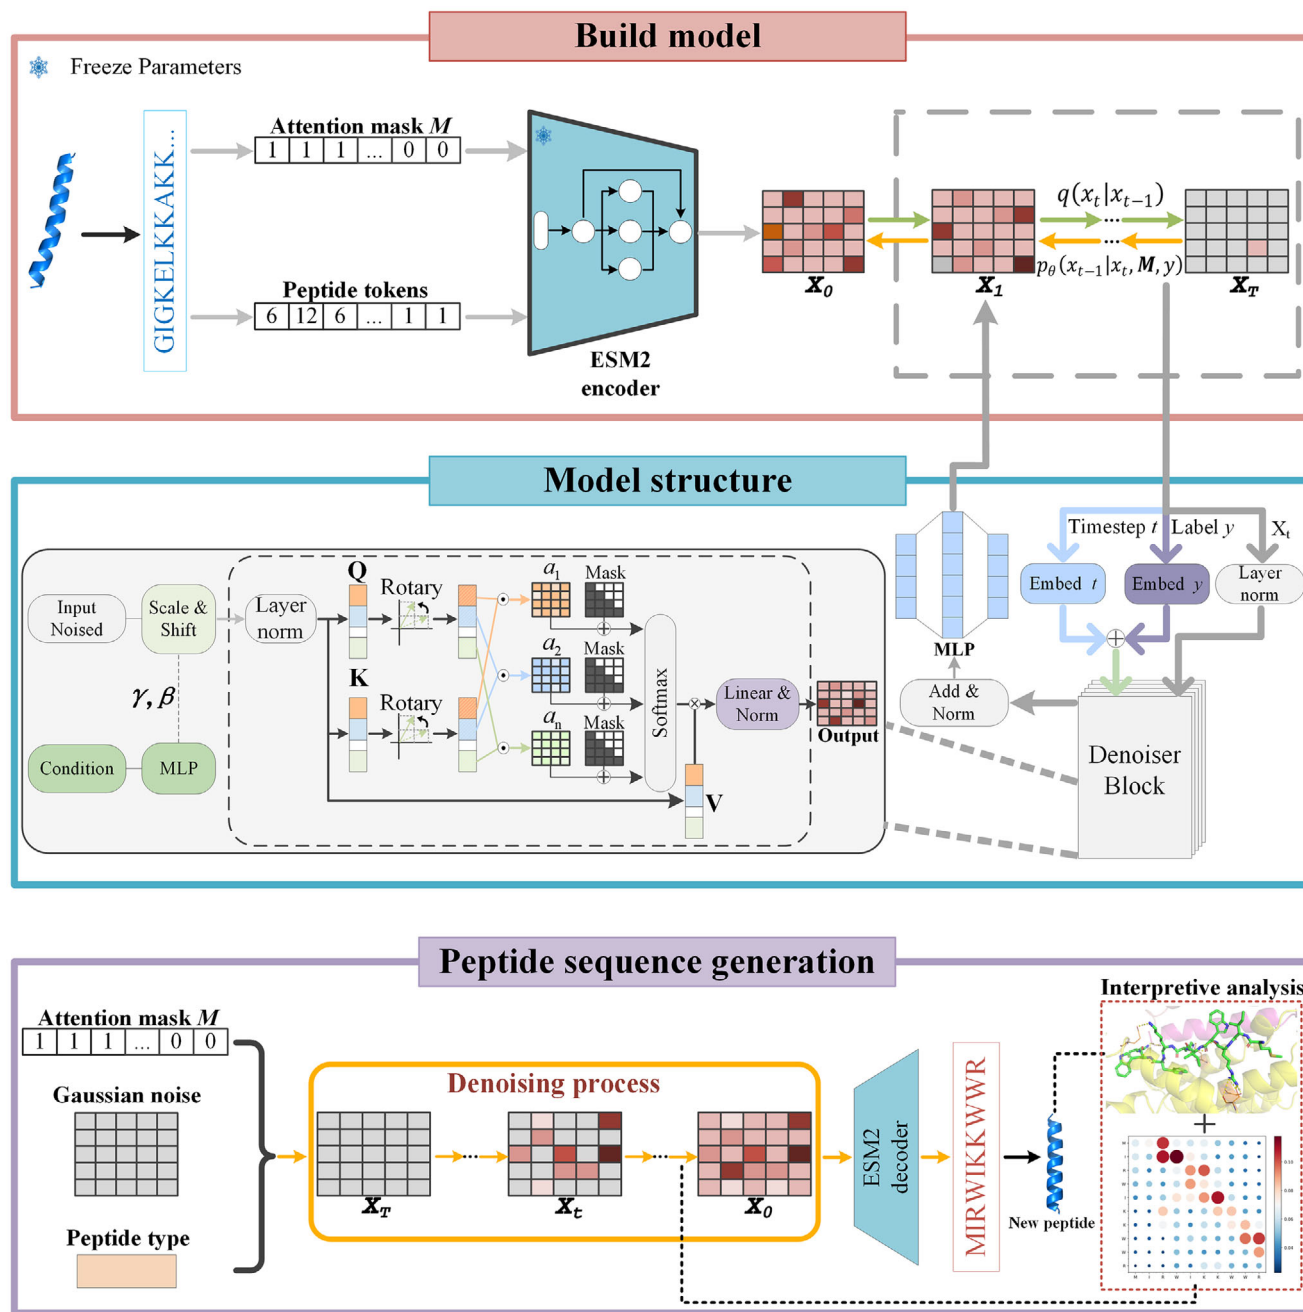 Build model
Freeze Parameters
GIGKELKKAKK...
Attention mask M
1 1 1 ... 0 0
Peptide tokens
6 12 6 ... 1 1
ESM2
encoder
X0
X1
q(xt|xt-1)
pθ(xt-1|xt, M, y)
XT
Model structure
Input
Noised
Scale &
Shift
γ, β
Condition
MLP
Layer
norm
Q
Rotary
K
Rotary
a1
Mask
a2
Mask
an
Mask
Softmax
V
Linear &
Norm
Output
MLP
Add &
Norm
Timestep t
Label y
Xt
Embed t
Embed y
Layer
norm
Denoiser
Block
Peptide sequence generation
Attention mask M
1 1 1 ... 0 0
Gaussian noise
Peptide type
Denoising process
XT
...
Xt
...
X0
ESM2
decoder
MIRWIKKWWR
New peptide
Interpretive analysis